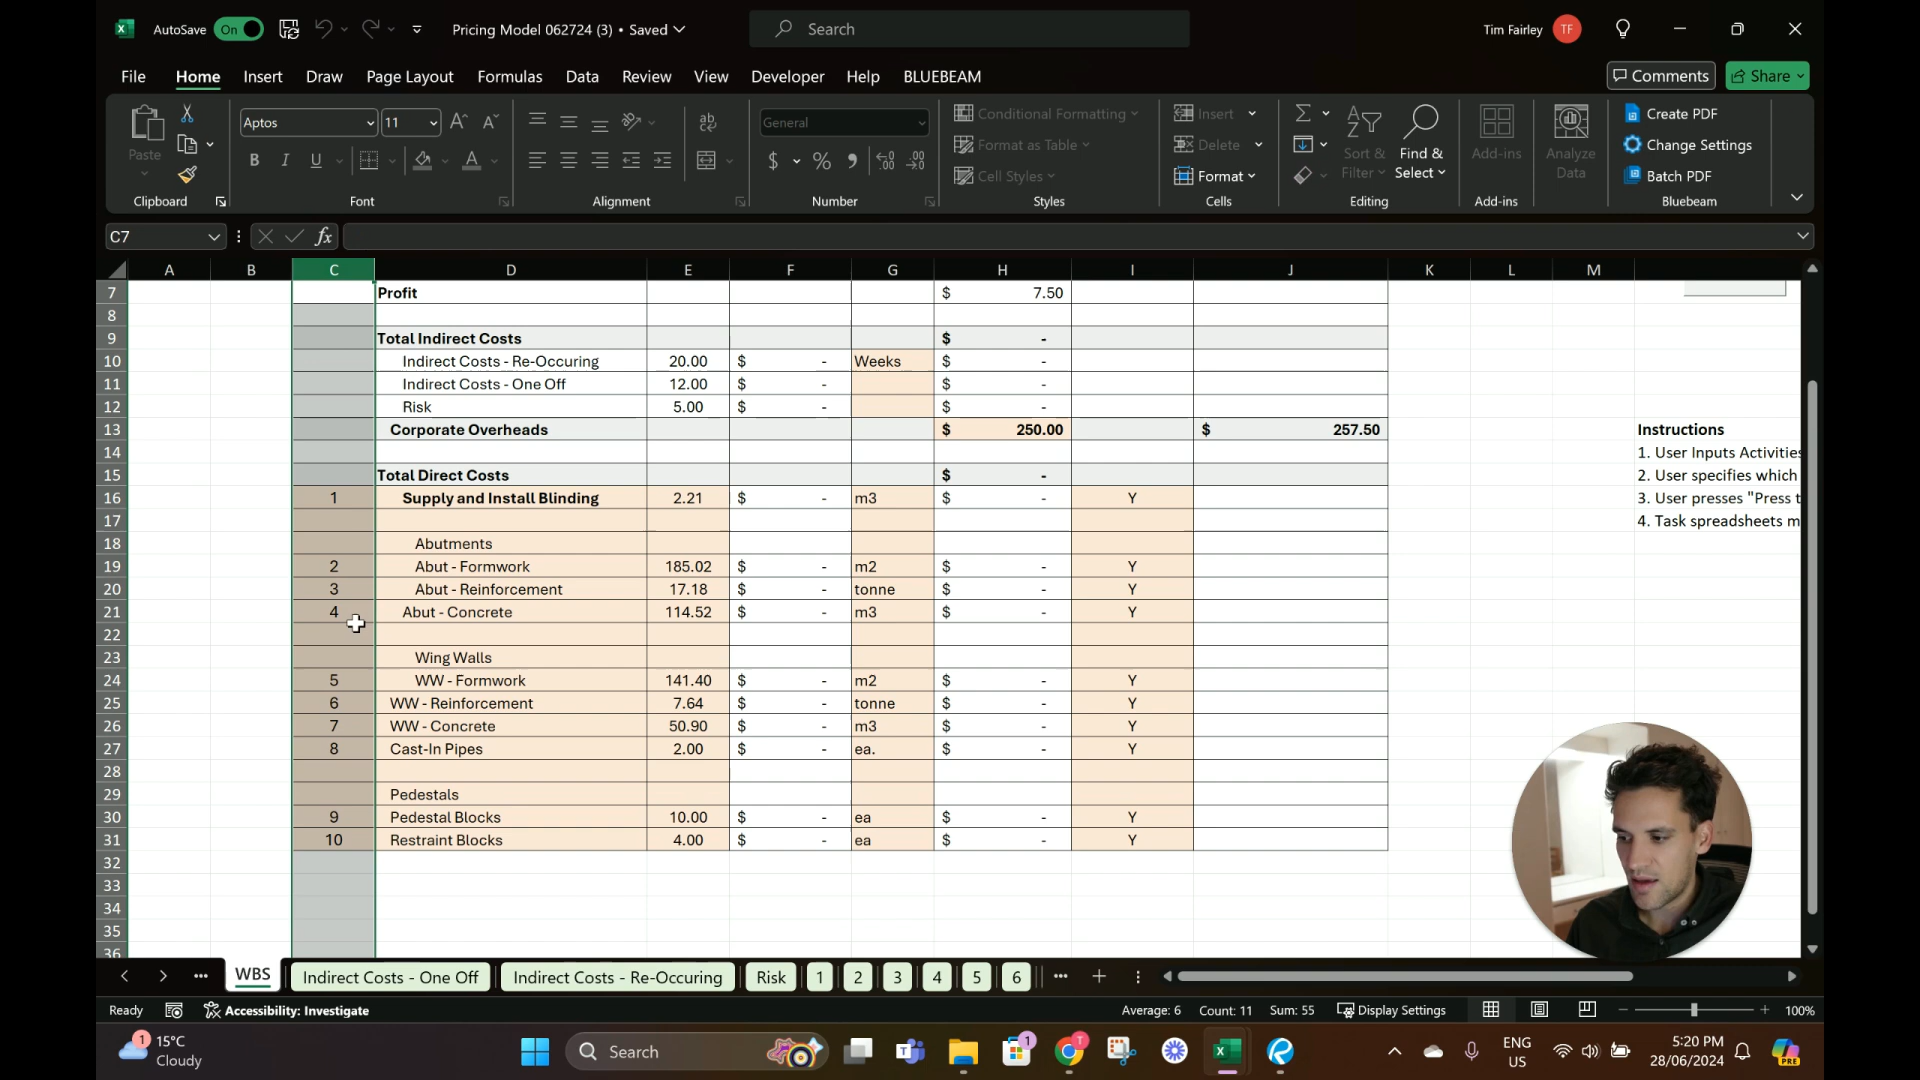 AutoSave On Pricing Model 062724 (3) • Saved Search Tim Fairley TF
File Home Insert Draw Page Layout Formulas Data Review View Developer Help BLUEBEAM Comments Share
Paste Aptos 11 General Conditional Formatting Insert Create PDF
Format as Table Delete Sort & Filter Find & Select Add-ins Analyze Data Change Settings
B I U $ % Cell Styles Format Batch PDF
Clipboard Font Alignment Number Styles Cells Editing Add-ins Bluebeam
C7 fx
A B C D E F G H I J K L M
7 Profit $ 7.50
8
9 Total Indirect Costs $ -
10 Indirect Costs - Re-Occuring 20.00 $ - Weeks $ -
11 Indirect Costs - One Off 12.00 $ - $ -
12 Risk 5.00 $ - $ -
13 Corporate Overheads $ 250.00 $ 257.50 Instructions
14 1. User Inputs Activities
15 Total Direct Costs $ - 2. User specifies which
16 1 Supply and Install Blinding 2.21 $ - m3 $ - Y 3. User presses "Press t
17 4. Task spreadsheets m
18 Abutments
19 2 Abut - Formwork 185.02 $ - m2 $ - Y
20 3 Abut - Reinforcement 17.18 $ - tonne $ - Y
21 4 Abut - Concrete 114.52 $ - m3 $ - Y
22
23 Wing Walls
24 5 WW - Formwork 141.40 $ - m2 $ - Y
25 6 WW - Reinforcement 7.64 $ - tonne $ - Y
26 7 WW - Concrete 50.90 $ - m3 $ - Y
27 8 Cast-In Pipes 2.00 $ - ea. $ - Y
28
29 Pedestals
30 9 Pedestal Blocks 10.00 $ - ea $ - Y
31 10 Restraint Blocks 4.00 $ - ea $ - Y
32
33
34
35
36
WBS Indirect Costs - One Off Indirect Costs - Re-Occuring Risk 1 2 3 4 5 6
Ready Accessibility: Investigate Average: 6 Count: 11 Sum: 55 Display Settings 100%
1 15°C Cloudy Search 1 ENG US 5:20 PM 28/06/2024 PRE